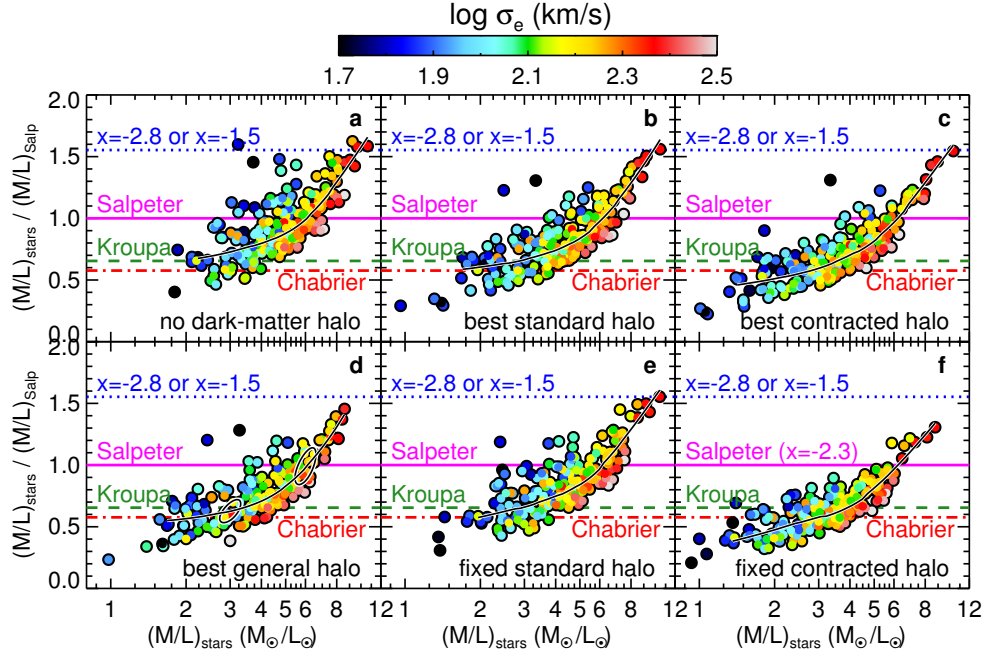 log σe (km/s)
1.7 1.9 2.1 2.3 2.5
(M/L)stars / (M/L)Salp
2.0
1.5
1.0
0.5
0.0
a
x=-2.8 or x=-1.5
Salpeter
Kroupa
Chabrier
no dark-matter halo
b
x=-2.8 or x=-1.5
Salpeter
Kroupa
Chabrier
best standard halo
c
x=-2.8 or x=-1.5
Salpeter
Kroupa
Chabrier
best contracted halo
(M/L)stars / (M/L)Salp
2.0
1.5
1.0
0.5
0.0
d
x=-2.8 or x=-1.5
Salpeter
Kroupa
Chabrier
best general halo
e
x=-2.8 or x=-1.5
Salpeter
Kroupa
Chabrier
fixed standard halo
f
x=-2.8 or x=-1.5
Salpeter (x=-2.3)
Kroupa
Chabrier
fixed contracted halo
1 2 3 4 5 6 8 12 1 2 3 4 5 6 8 12 1 2 3 4 5 6 8 12
(M/L)stars (M⊙/L⊙) (M/L)stars (M⊙/L⊙) (M/L)stars (M⊙/L⊙)